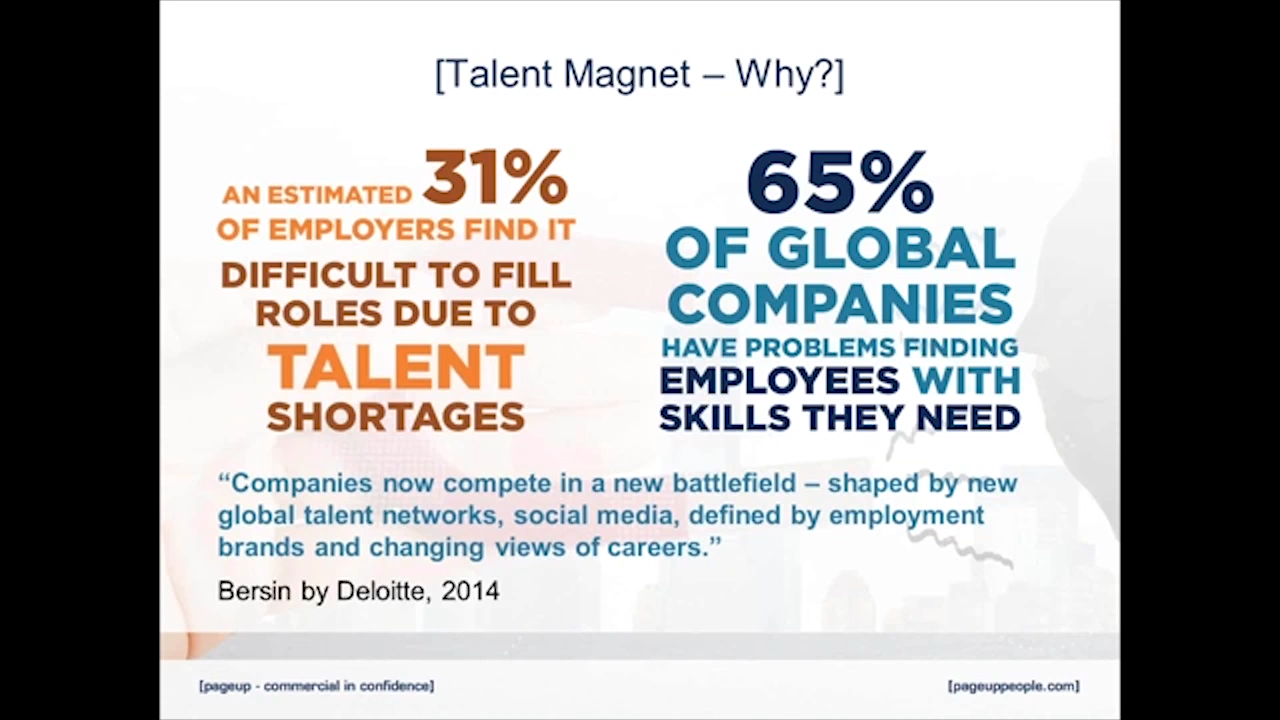 [Talent Magnet – Why?]
AN ESTIMATED 31%
OF EMPLOYERS FIND IT
DIFFICULT TO FILL
ROLES DUE TO
TALENT
SHORTAGES
65%
OF GLOBAL
COMPANIES
HAVE PROBLEMS FINDING
EMPLOYEES WITH
SKILLS THEY NEED
“Companies now compete in a new battlefield – shaped by new
global talent networks, social media, defined by employment
brands and changing views of careers.”
Bersin by Deloitte, 2014
[pageup - commercial in confidence]
[pageuppeople.com]